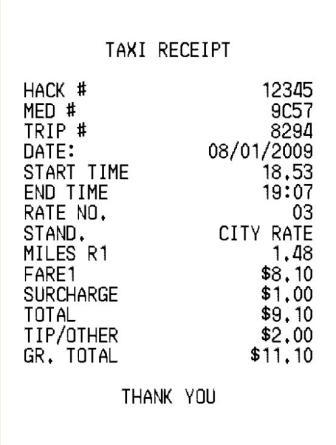 TAXI RECEIPT
HACK # 12345
MED # 9C57
TRIP # 8294
DATE: 08/01/2009
START TIME 18.53
END TIME 19:07
RATE NO. 03
STAND. CITY RATE
MILES R1 1.48
FARE1 $8.10
SURCHARGE $1.00
TOTAL $9.10
TIP/OTHER $2.00
GR. TOTAL $11.10
THANK YOU